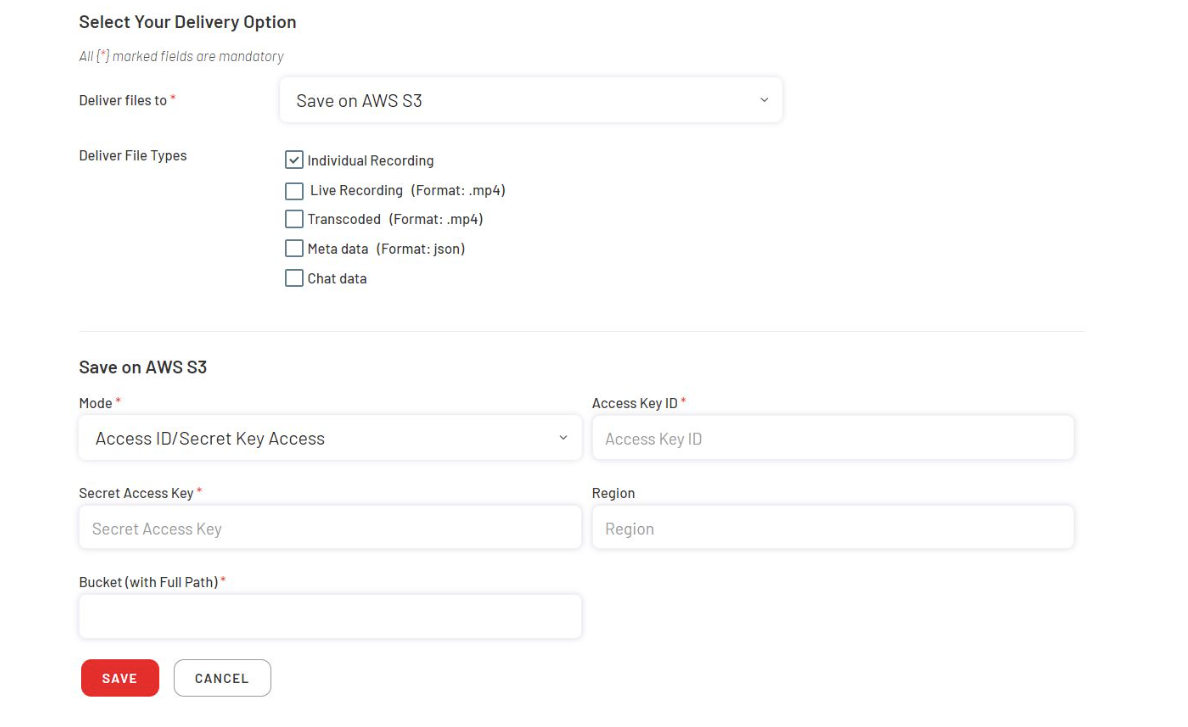 Select Your Delivery Option
All [*] marked fields are mandatory
Deliver files to *
Save on AWS S3
Deliver File Types
Individual Recording
Live Recording (Format: .mp4)
Transcoded (Format: .mp4)
Meta data (Format: json)
Chat data
Save on AWS S3
Mode * Access Key ID *
Access ID/Secret Key Access Access Key ID
Secret Access Key * Region
Secret Access Key Region
Bucket (with Full Path) *
SAVE CANCEL